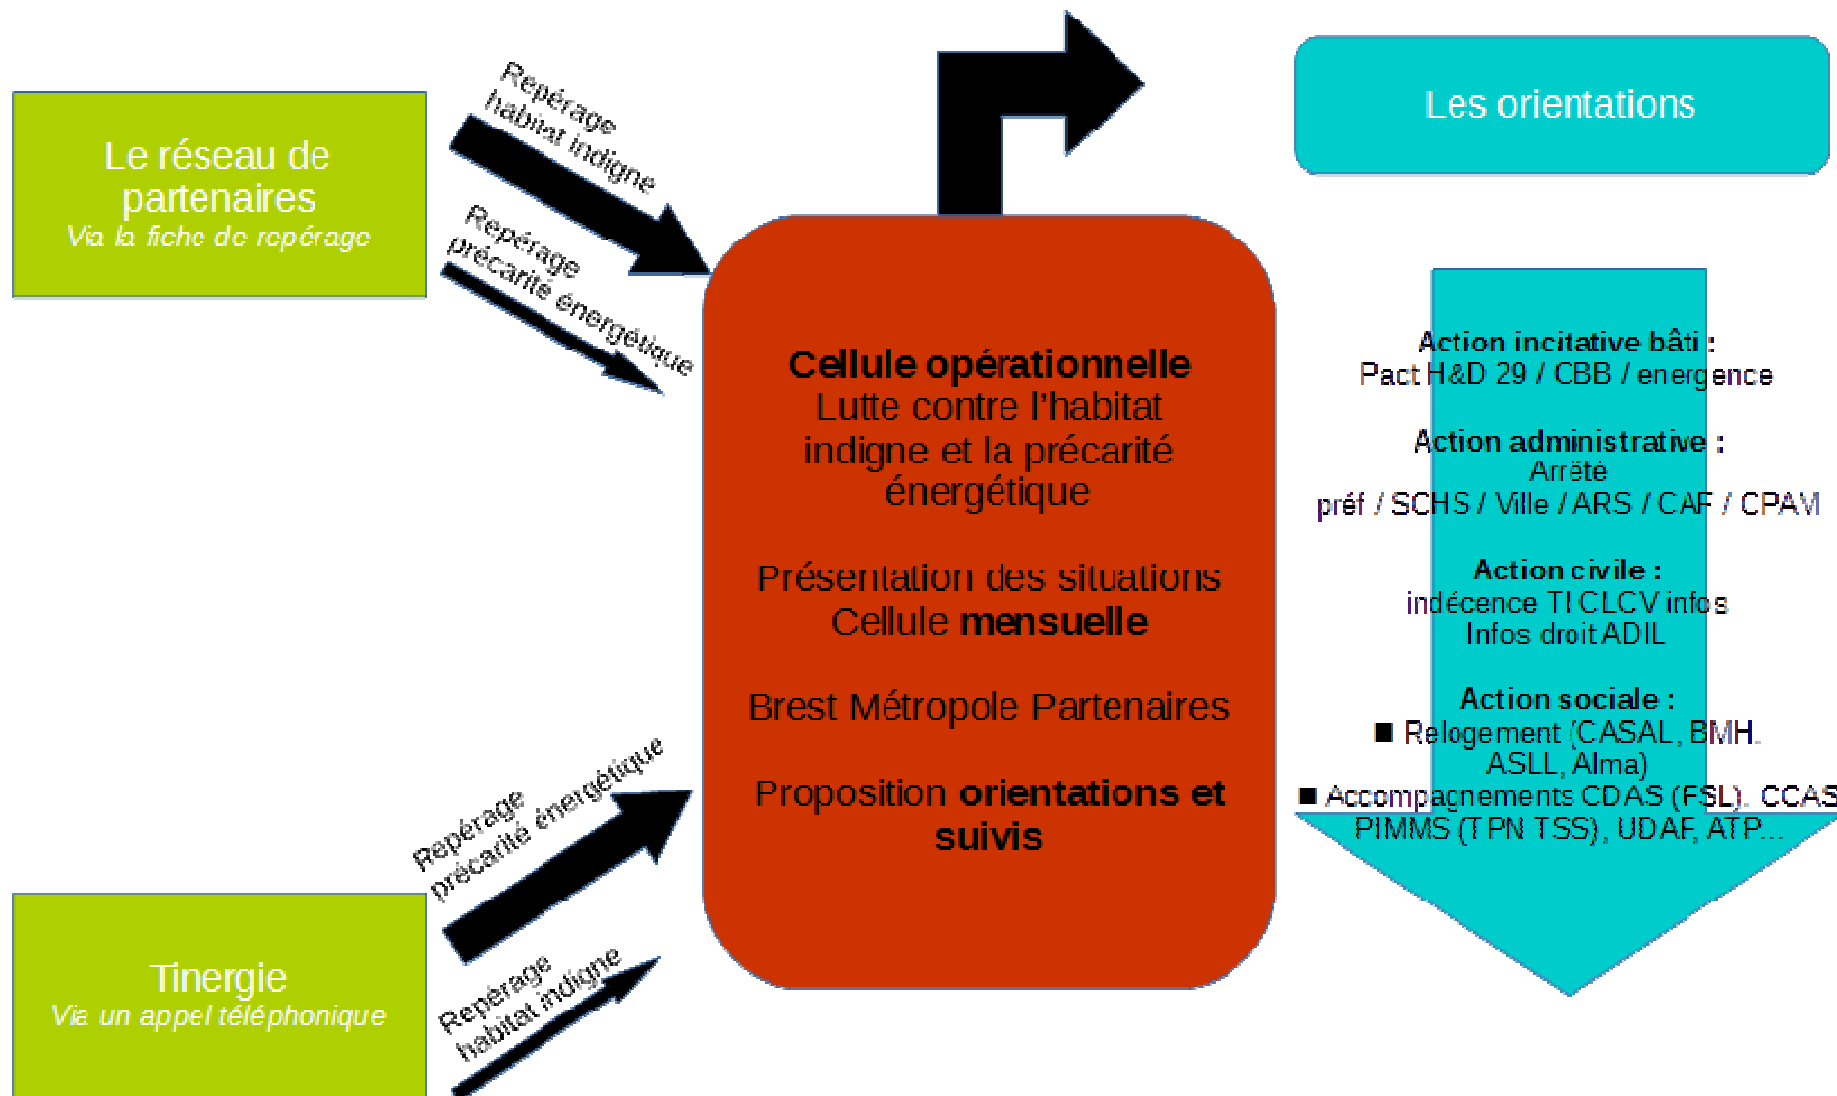 Le réseau de
partenaires
Via la fiche de repérage
Repérage
habitat indigne
Repérage
précarité énergétique
Tinergie
Via un appel téléphonique
Repérage
précarité énergétique
Repérage
habitat indigne
Cellule opérationnelle
Lutte contre l'habitat
indigne et la précarité
énergétique
Présentation des situations
Cellule mensuelle
Brest Métropole Partenaires
Proposition orientations et
suivis
Les orientations
Action incitative bâti :
Pact H&D 29 / CBB / energence
Action administrative :
Arrêté
préf / SCHS / Ville / ARS / CAF / CPAM
Action civile :
indécence TI CLCV infos
Infos droit ADIL
Action sociale :
■ Relogement (CASAL, BMH.
ASLL, Alma)
■ Accompagnements CDAS (FSL). CCAS
PIMMS (TPN TSS), UDAF, ATP...